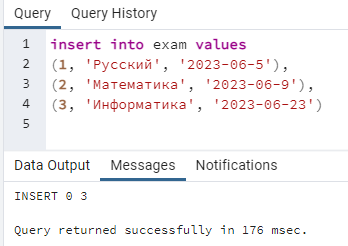 Query Query History
1 insert into exam values
2 (1, 'Русский', '2023-06-5'),
3 (2, 'Математика', '2023-06-9'),
4 (3, 'Информатика', '2023-06-23')
5
Data Output Messages Notifications
INSERT 0 3
Query returned successfully in 176 msec.